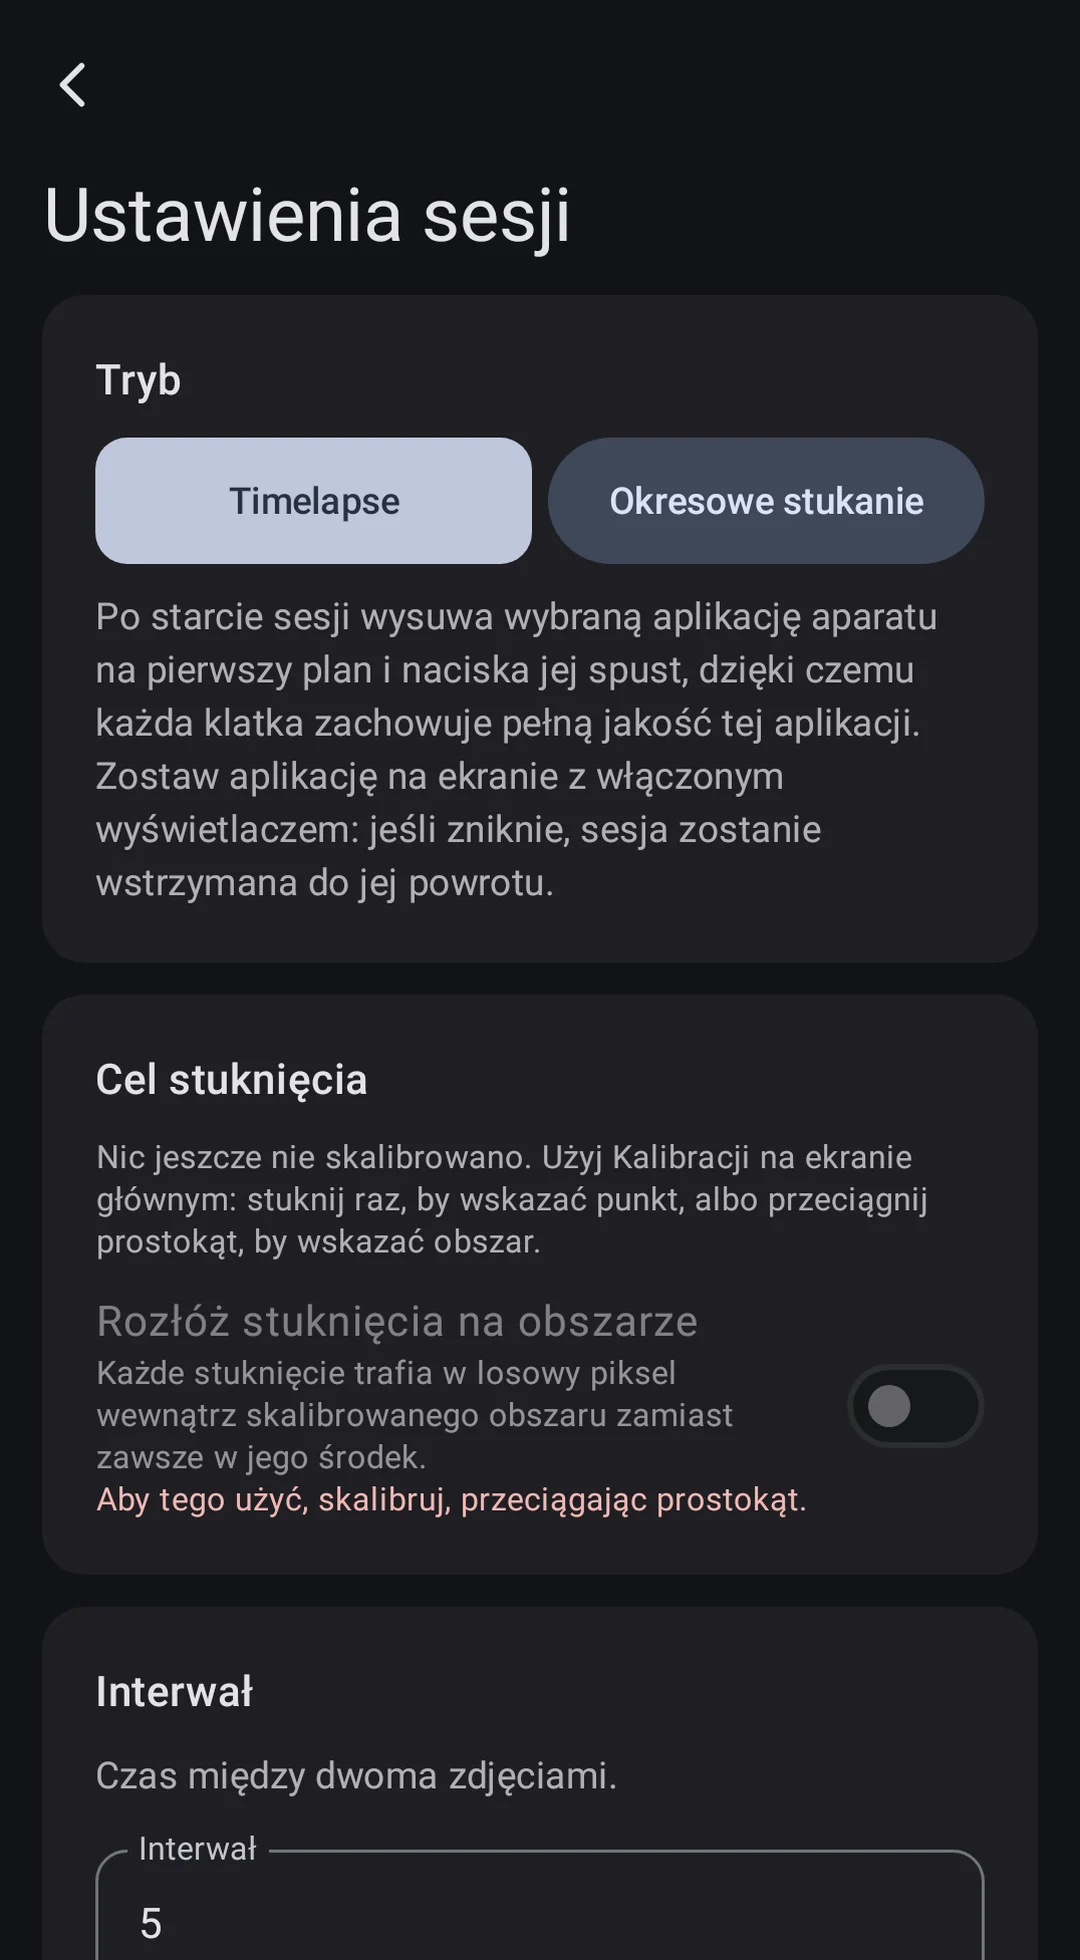 Ustawienia sesji
Tryb
Timelapse
Okresowe stukanie
Po starcie sesji wysuwa wybraną aplikację aparatu
na pierwszy plan i naciska jej spust, dzięki czemu
każda klatka zachowuje pełną jakość tej aplikacji.
Zostaw aplikację na ekranie z włączonym
wyświetlaczem: jeśli zniknie, sesja zostanie
wstrzymana do jej powrotu.
Cel stuknięcia
Nic jeszcze nie skalibrowano. Użyj Kalibracji na ekranie
głównym: stuknij raz, by wskazać punkt, albo przeciągnij
prostokąt, by wskazać obszar.
Rozłóż stuknięcia na obszarze
Każde stuknięcie trafia w losowy piksel
wewnątrz skalibrowanego obszaru zamiast
zawsze w jego środek.
Aby tego użyć, skalibruj, przeciągając prostokąt.
Interwał
Czas między dwoma zdjęciami.
Interwał
5